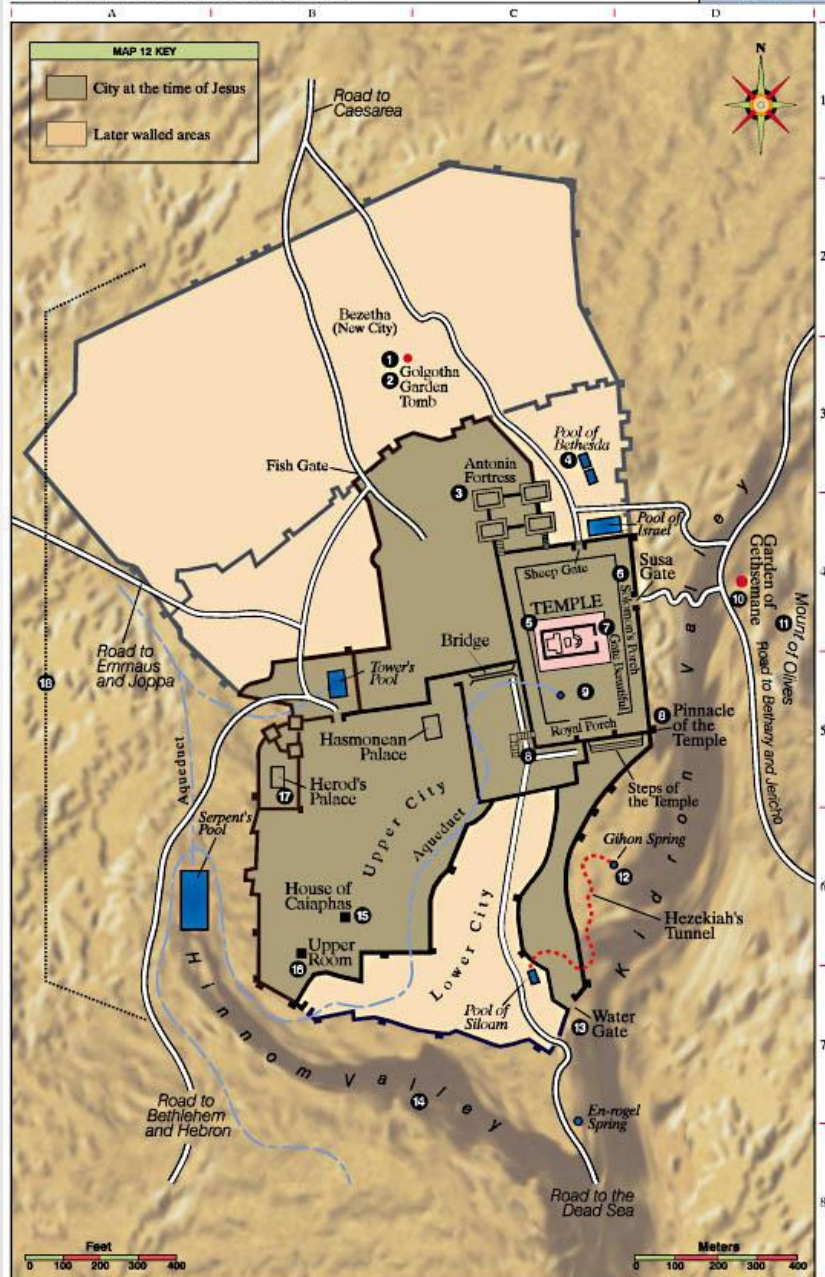 A
B
C
D
MAP 12 KEY
City at the time of Jesus
Later walled areas
N
1
2
3
4
5
6
7
8
Road to
Caesarea
Bezetha
(New City)
1
2
Golgotha
Garden
Tomb
Pool of
Bethesda
4
Fish Gate
Antonia
Fortress
3
Pool of
Israel
Sheep Gate
6
Susa
Gate
Solomon's Porch
TEMPLE
5
7
Gate Beautiful
9
Royal Porch
Garden of
Gethsemane
10
11
Mount of Olives
Road to Bethany and Jericho
Road to
Emmaus
and Joppa
18
Bridge
Tower's
Pool
Hasmonean
Palace
8
Pinnacle
of the
Temple
8
Steps of
the Temple
Aqueduct
Herod's
Palace
17
Upper City
Aqueduct
Serpent's
Pool
Gihon Spring
12
House of
Caiaphas
15
Hezekiah's
Tunnel
Kidron Valley
Upper
Room
16
Lower City
Pool of
Siloam
Water
Gate
13
Hinnom Valley
14
Road to
Bethlehem
and Hebron
En-rogel
Spring
Road to the
Dead Sea
Feet
0 100 200 300 400
Meters
0 100 200 300 400